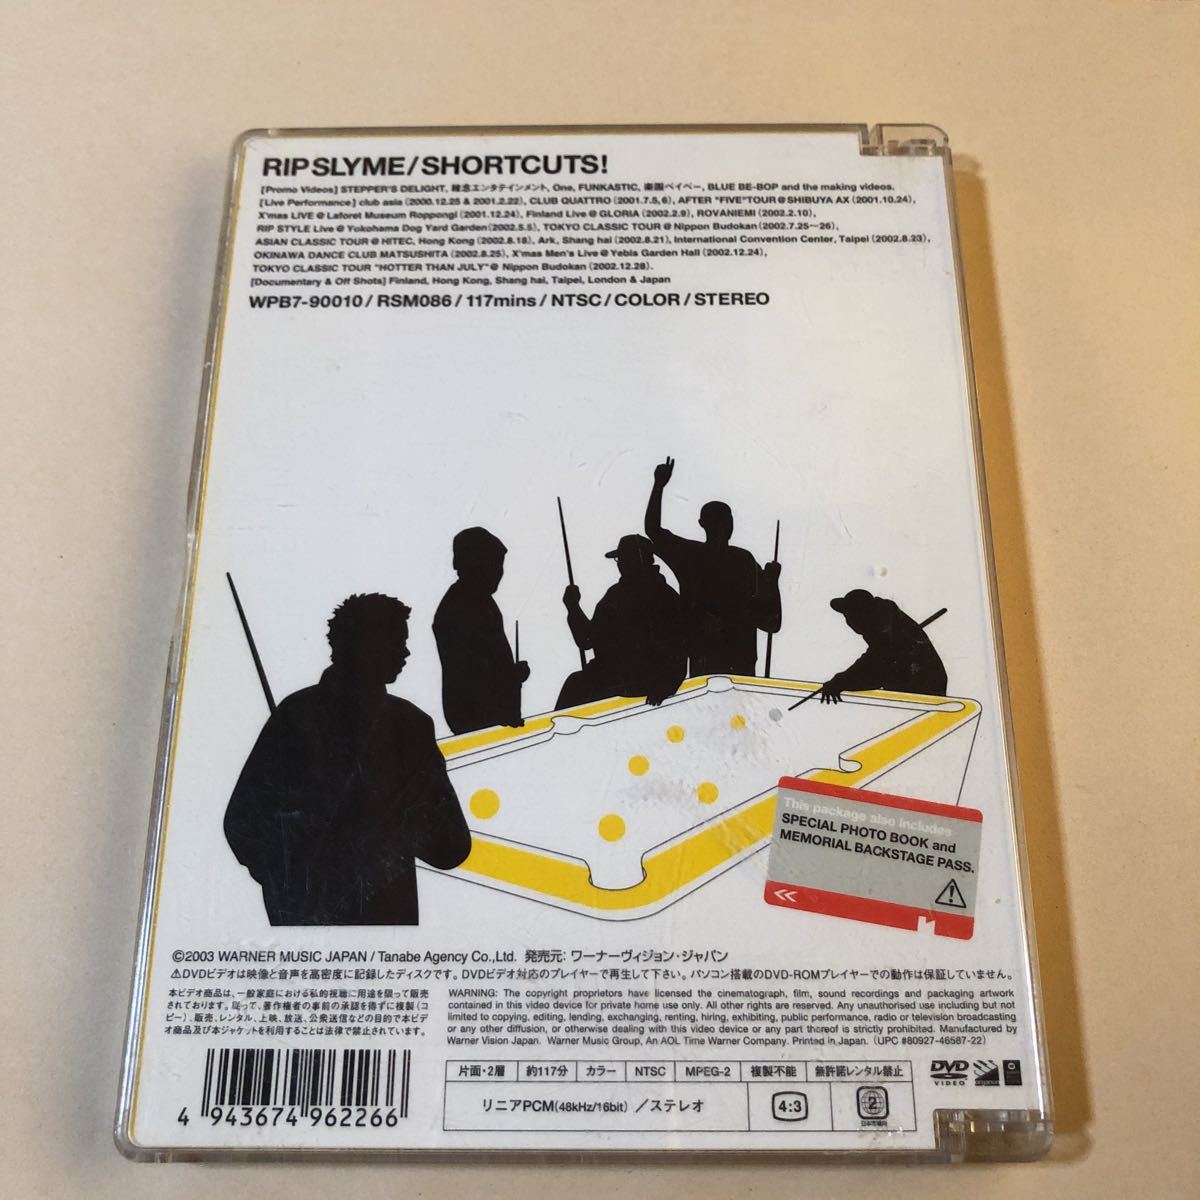 RIP SLYME/SHORTCUTS!
[Promo Videos] STEPPER'S DELIGHT, 雑念エンタテインメント, One, FUNKASTIC, 楽園ベイベー, BLUE BE-BOP and the making videos.
[Live Performance] club asia (2000.12.25 & 2001.2.22), CLUB QUATTRO (2001.7.5, 6), AFTER "FIVE"TOUR@SHIBUYA AX (2001.10.24),
X'mas LIVE @ Laforet Museum Roppongi (2001.12.24), Finland Live @ GLORIA (2002.2.9), ROVANIEMI (2002.2.10),
RIP STYLE Live @ Yokohama Dog Yard Garden (2002.5.5), TOKYO CLASSIC TOUR @ Nippon Budokan (2002.7.25~26),
ASIAN CLASSIC TOUR @ HITEC, Hong Kong (2002.8.18), Ark, Shang hai (2002.8.21), International Convention Center, Taipei (2002.8.23),
OKINAWA DANCE CLUB MATSUSHITA (2002.8.25), X'mas Men's Live @ Yebis Garden Hall (2002.12.24),
TOKYO CLASSIC TOUR "HOTTER THAN JULY"@ Nippon Budokan (2002.12.28).
[Documentary & Off Shots] Finland, Hong Kong, Shang hai, Taipei, London & Japan
WPB7-90010 / RSM086 / 117mins / NTSC / COLOR / STEREO
This package also includes
SPECIAL PHOTO BOOK and
MEMORIAL BACKSTAGE PASS.
©2003 WARNER MUSIC JAPAN / Tanabe Agency Co.,Ltd. 発売元: ワーナーヴィジョン・ジャパン
⚠DVDビデオは映像と音声を高密度に記録したディスクです。DVDビデオ対応のプレイヤーで再生して下さい。パソコン搭載のDVD-ROMプレイヤーでの動作は保証していません。
本ビデオ商品は、一般家庭における私的視聴に用途を限って販売
されております。従って、著作権者の事前の承諾を得ずに複製(コ
ピー)、販売、レンタル、上映、放送、公衆送信などの目的で本ビデ
オ商品及び本ジャケットを利用することは法律で禁止されています。
WARNING: The copyright proprietors have licensed the cinematograph, film, sound recordings and packaging artwork
contained in this video device for private home use only. All other rights are reserved. Any unauthorised use including but not
limited to copying, editing, lending, exchanging, renting, hiring, exhibiting, public performance, radio or television broadcasting
or any other diffusion, or otherwise dealing with this video device or any part thereof is strictly prohibited. Manufactured by
Warner Vision Japan. Warner Music Group, An AOL Time Warner Company. Printed in Japan. (UPC #80927-46587-22)
片面・2層 約117分 カラー NTSC MPEG-2 複製不能 無許諾レンタル禁止
リニアPCM(48kHz/16bit) /ステレオ 4:3 2
日本市場向
DVD
VIDEO
4 943674 962266